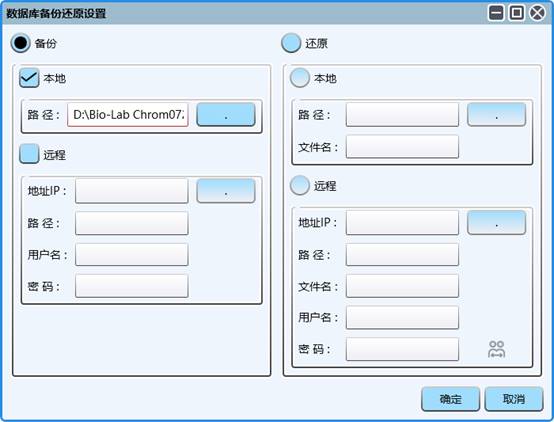 数据库备份还原设置
备份
本地
路 径： D:\Bio-Lab Chrom07
.
远程
地址IP：
.
路 径：
用户名：
密 码：
还原
本地
路 径：
.
文件名：
远程
地址IP：
.
路 径：
文件名：
用户名：
密 码：
确定
取消